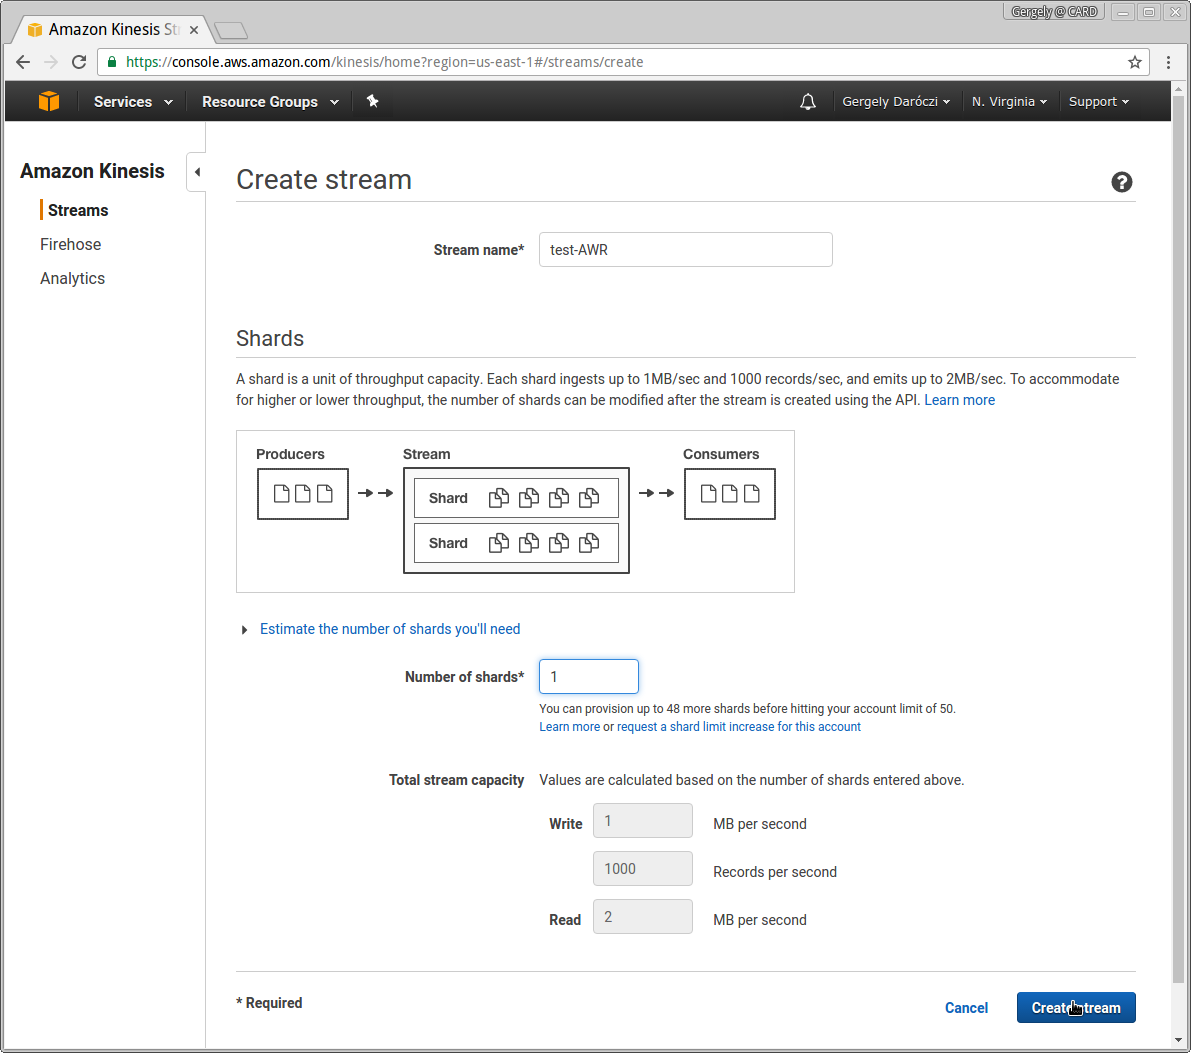 Gergely @ CARD
Amazon Kinesis Str
https://console.aws.amazon.com/kinesis/home?region=us-east-1#/streams/create
Services Resource Groups Gergely Daróczi N. Virginia Support
Amazon Kinesis
Streams
Firehose
Analytics
Create stream
Stream name* test-AWR
Shards
A shard is a unit of throughput capacity. Each shard ingests up to 1MB/sec and 1000 records/sec, and emits up to 2MB/sec. To accommodate
for higher or lower throughput, the number of shards can be modified after the stream is created using the API. Learn more
Producers Stream Consumers
Shard
Shard
Estimate the number of shards you'll need
Number of shards* 1
You can provision up to 48 more shards before hitting your account limit of 50.
Learn more or request a shard limit increase for this account
Total stream capacity Values are calculated based on the number of shards entered above.
Write 1 MB per second
1000 Records per second
Read 2 MB per second
* Required
Cancel Create stream